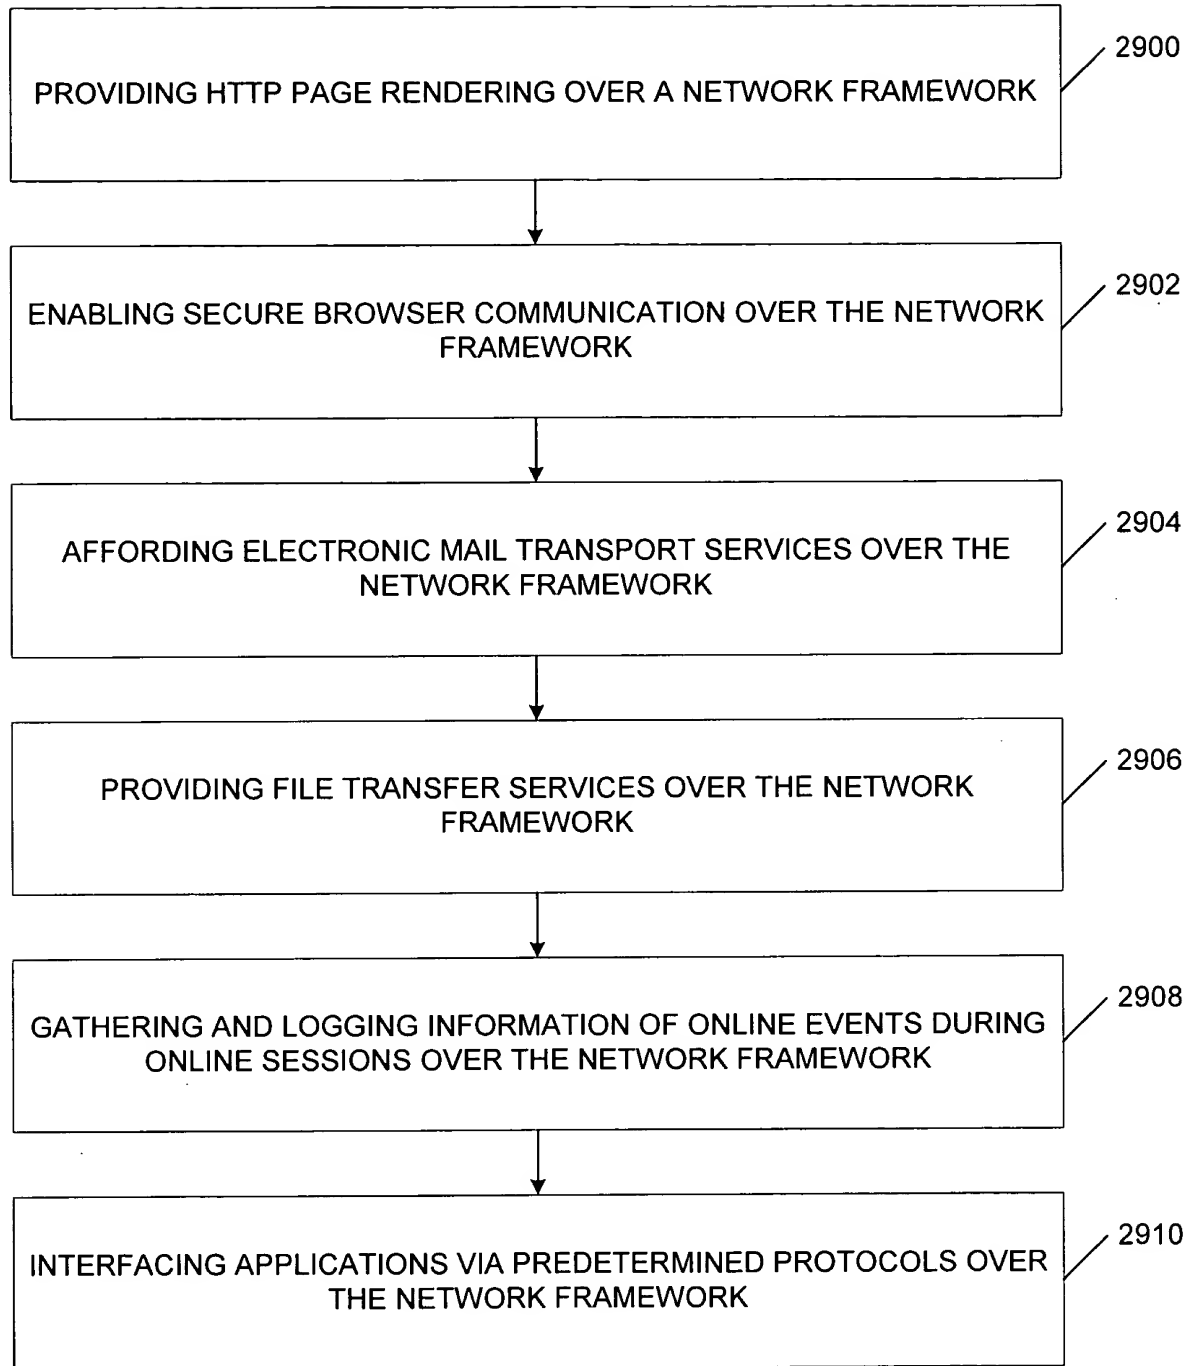 2900
PROVIDING HTTP PAGE RENDERING OVER A NETWORK FRAMEWORK
2902
ENABLING SECURE BROWSER COMMUNICATION OVER THE NETWORK
FRAMEWORK
2904
AFFORDING ELECTRONIC MAIL TRANSPORT SERVICES OVER THE
NETWORK FRAMEWORK
2906
PROVIDING FILE TRANSFER SERVICES OVER THE NETWORK
FRAMEWORK
2908
GATHERING AND LOGGING INFORMATION OF ONLINE EVENTS DURING
ONLINE SESSIONS OVER THE NETWORK FRAMEWORK
2910
INTERFACING APPLICATIONS VIA PREDETERMINED PROTOCOLS OVER
THE NETWORK FRAMEWORK